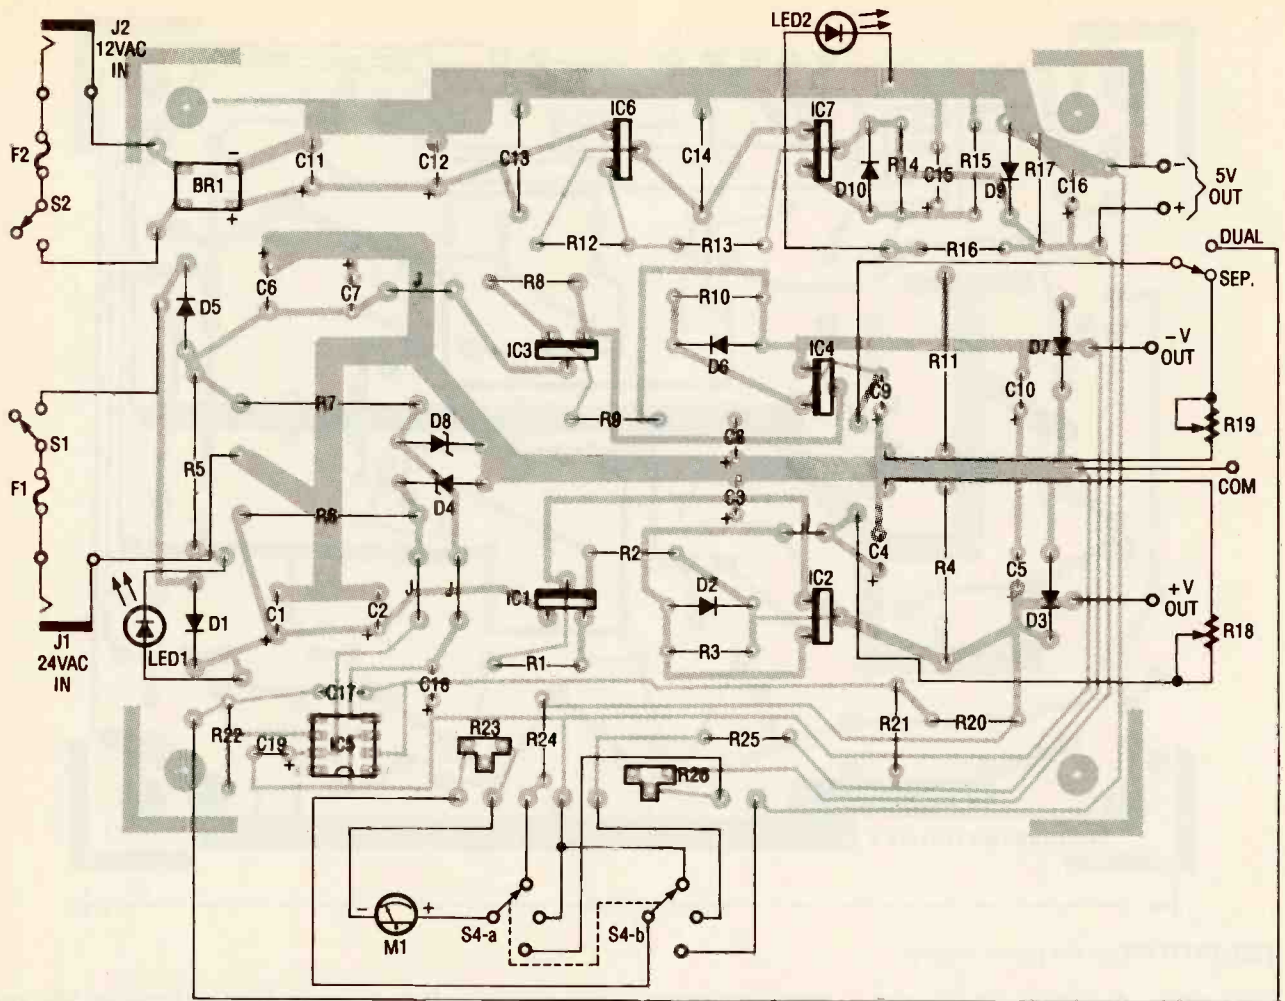 J2
12VAC
IN
LED2
F2
S2
BR1
-
+
C11
+
C12
+
C13
IC6
C14
IC7
D10
R14
C15
+
R15
D9
R17
C16
+
-
+
5V
OUT
DUAL
SEP.
R12
R13
R16
D5
+
C6
+
C7
J
R8
IC3
R9
R10
D6
IC4
C9
+
R11
C10
+
D7
-V
OUT
R19
S1
F1
R5
R7
D8
D4
R6
C2
+
C3
+
COM
J1
24VAC
IN
LED1
D1
C1
+
C2
+
J
J
IC1
R1
R2
D2
R3
J
IC2
C4
+
R4
C5
+
D3
+V
OUT
R18
R22
C17
C18
+
C19
+
IC5
R23
R24
R25
R26
R21
R20
-
+
M1
S4-a
S4-b